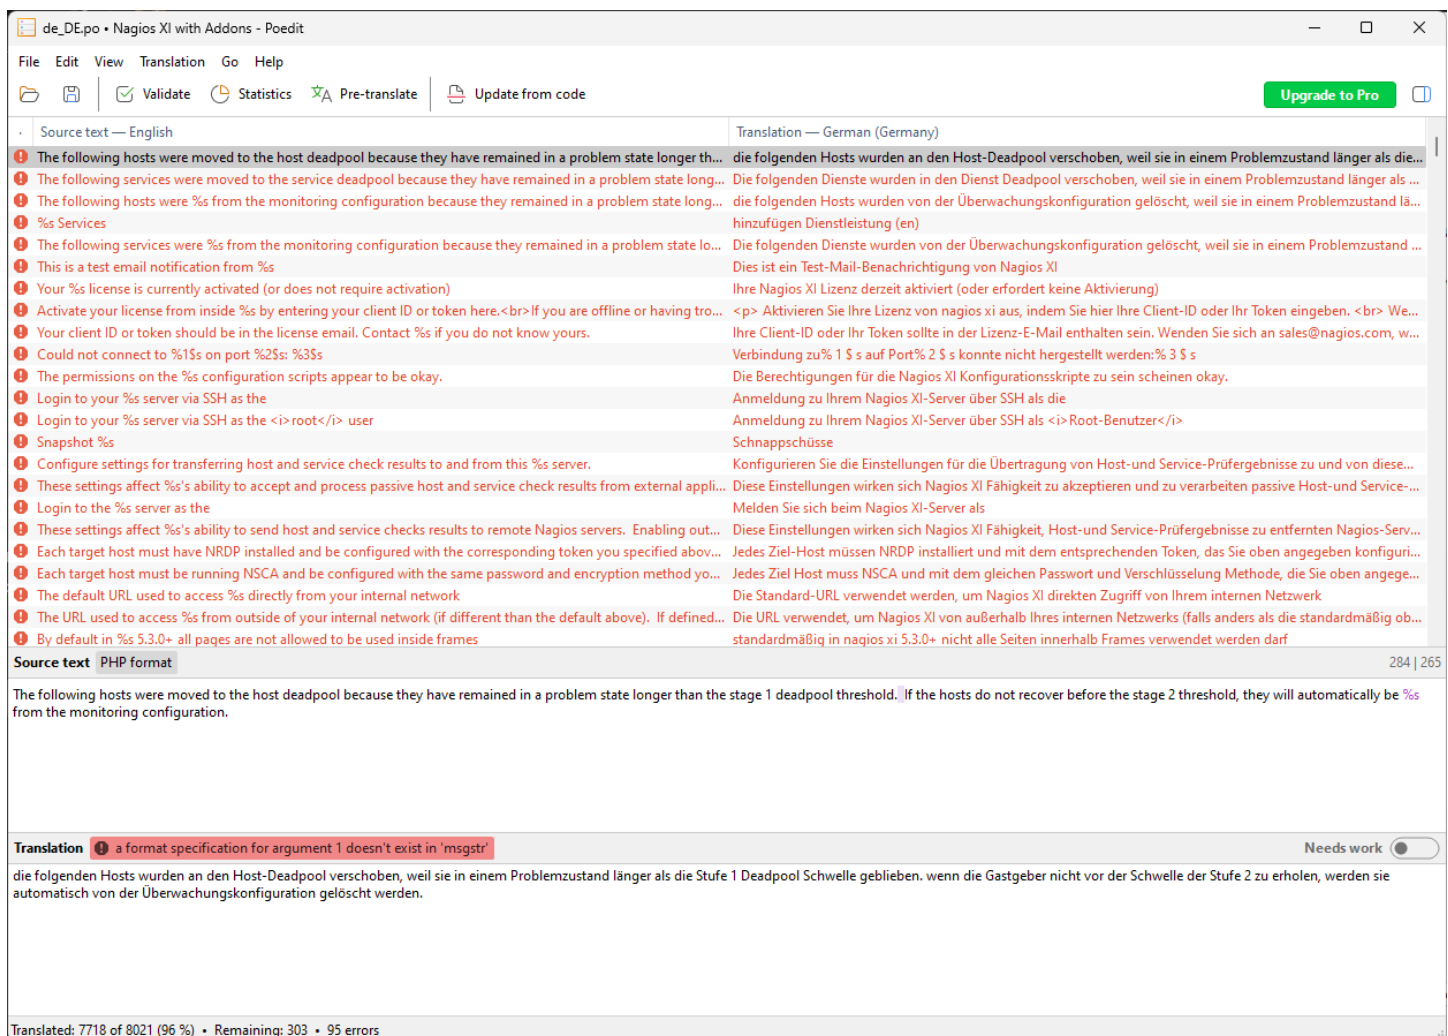 de_DE.po • Nagios XI with Addons - Poedit
File Edit View Translation Go Help
Validate Statistics Pre-translate Update from code Upgrade to Pro
Source text — English Translation — German (Germany)
The following hosts were moved to the host deadpool because they have remained in a problem state longer th... die folgenden Hosts wurden an den Host-Deadpool verschoben, weil sie in einem Problemzustand länger als die...
The following services were moved to the service deadpool because they have remained in a problem state long... Die folgenden Dienste wurden in den Dienst Deadpool verschoben, weil sie in einem Problemzustand länger als ...
The following hosts were %s from the monitoring configuration because they remained in a problem state long... die folgenden Hosts wurden von der Überwachungskonfiguration gelöscht, weil sie in einem Problemzustand lä...
%s Services hinzufügen Dienstleistung (en)
The following services were %s from the monitoring configuration because they remained in a problem state lo... Die folgenden Dienste wurden von der Überwachungskonfiguration gelöscht, weil sie in einem Problemzustand ...
This is a test email notification from %s Dies ist ein Test-Mail-Benachrichtigung von Nagios XI
Your %s license is currently activated (or does not require activation) Ihre Nagios XI Lizenz derzeit aktiviert (oder erfordert keine Aktivierung)
Activate your license from inside %s by entering your client ID or token here.<br>If you are offline or having tro... <p> Aktivieren Sie Ihre Lizenz von nagios xi aus, indem Sie hier Ihre Client-ID oder Ihr Token eingeben. <br> We...
Your client ID or token should be in the license email. Contact %s if you do not know yours. Ihre Client-ID oder Ihr Token sollte in der Lizenz-E-Mail enthalten sein. Wenden Sie sich an sales@nagios.com, w...
Could not connect to %1$s on port %2$s: %3$s Verbindung zu% 1 $ s auf Port% 2 $ s konnte nicht hergestellt werden:% 3 $ s
The permissions on the %s configuration scripts appear to be okay. Die Berechtigungen für die Nagios XI Konfigurationsskripte zu sein scheinen okay.
Login to your %s server via SSH as the Anmeldung zu Ihrem Nagios XI-Server über SSH als die
Login to your %s server via SSH as the <i>root</i> user Anmeldung zu Ihrem Nagios XI-Server über SSH als <i>Root-Benutzer</i>
Snapshot %s Schnappschüsse
Configure settings for transferring host and service check results to and from this %s server. Konfigurieren Sie die Einstellungen für die Übertragung von Host-und Service-Prüfergebnisse zu und von diese...
These settings affect %s's ability to accept and process passive host and service check results from external appli... Diese Einstellungen wirken sich Nagios XI Fähigkeit zu akzeptieren und zu verarbeiten passive Host-und Service-...
Login to the %s server as the Melden Sie sich beim Nagios XI-Server als
These settings affect %s's ability to send host and service checks results to remote Nagios servers.  Enabling out... Diese Einstellungen wirken sich Nagios XI Fähigkeit, Host-und Service-Prüfergebnisse zu entfernten Nagios-Serv...
Each target host must have NRDP installed and be configured with the corresponding token you specified abov... Jedes Ziel-Host müssen NRDP installiert und mit dem entsprechenden Token, das Sie oben angegeben konfiguri...
Each target host must be running NSCA and be configured with the same password and encryption method yo... Jedes Ziel Host muss NSCA und mit dem gleichen Passwort und Verschlüsselung Methode, die Sie oben angege...
The default URL used to access %s directly from your internal network Die Standard-URL verwendet werden, um Nagios XI direkten Zugriff von Ihrem internen Netzwerk
The URL used to access %s from outside of your internal network (if different than the default above).  If defined... Die URL verwendet, um Nagios XI von außerhalb Ihres internen Netzwerks (falls anders als die standardmäßig ob...
By default in %s 5.3.0+ all pages are not allowed to be used inside frames standardmäßig in nagios xi 5.3.0+ nicht alle Seiten innerhalb Frames verwendet werden darf
Source text PHP format 284 | 265
The following hosts were moved to the host deadpool because they have remained in a problem state longer than the stage 1 deadpool threshold.  If the hosts do not recover before the stage 2 threshold, they will automatically be %s
from the monitoring configuration.
Translation a format specification for argument 1 doesn't exist in 'msgstr' Needs work
die folgenden Hosts wurden an den Host-Deadpool verschoben, weil sie in einem Problemzustand länger als die Stufe 1 Deadpool Schwelle geblieben. wenn die Gastgeber nicht vor der Schwelle der Stufe 2 zu erholen, werden sie
automatisch von der Überwachungskonfiguration gelöscht werden.
Translated: 7718 of 8021 (96 %) • Remaining: 303 • 95 errors